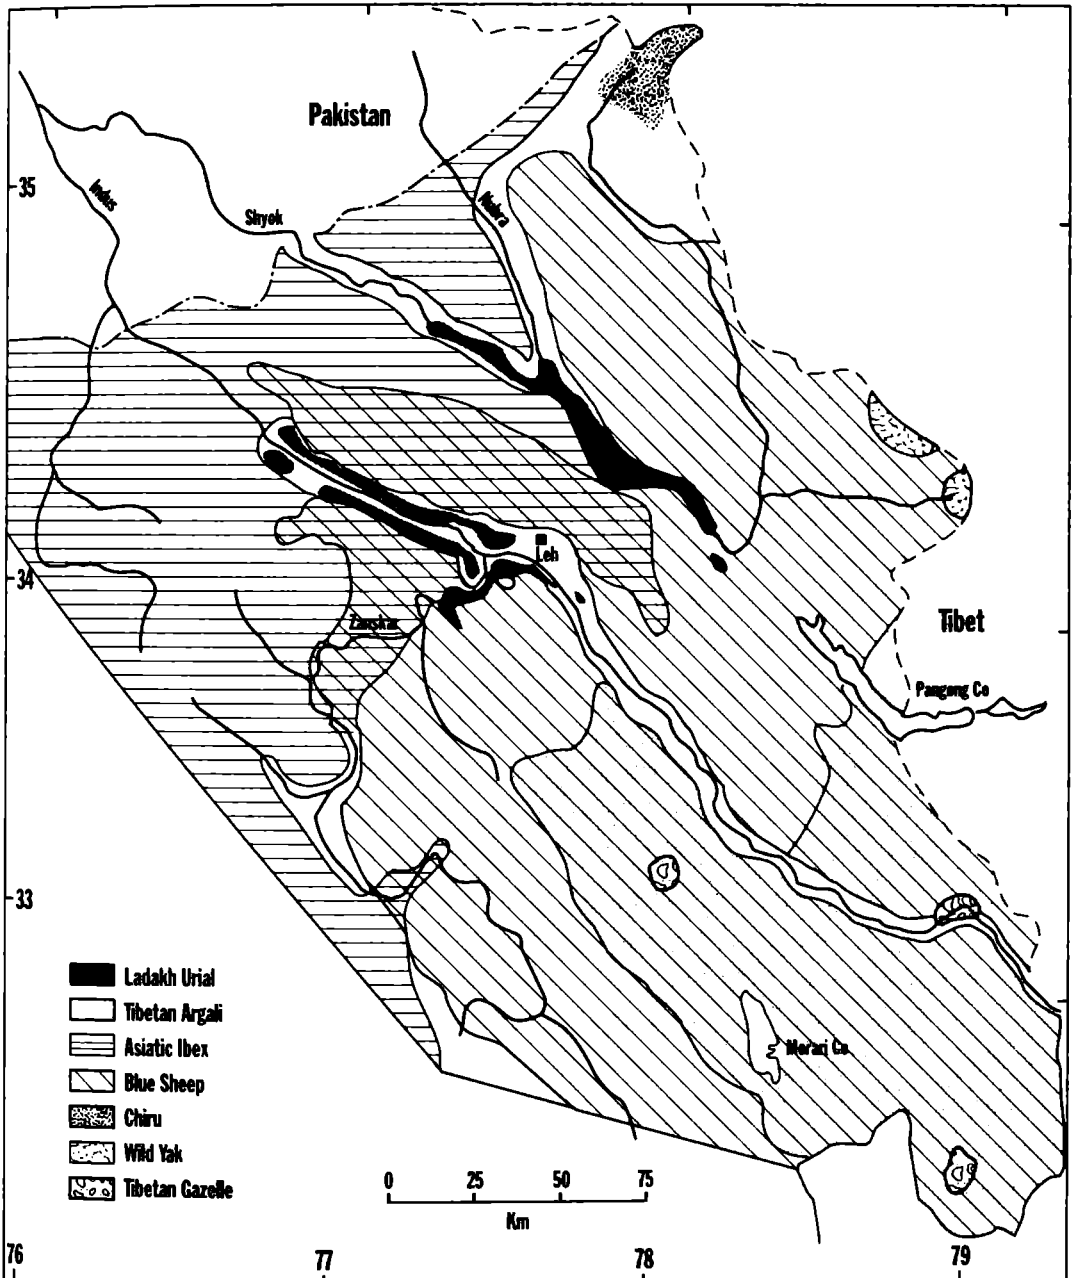 Pakistan
35
Indus
Shyok
Nubra
Leh
34
Zanskar
Tibet
Pangong Co
33
Ladakh Urial
Tibetan Argali
Morari Co
Asiatic Ibex
Blue Sheep
Chiru
Wild Yak
Tibetan Gazelle
0 25 50 75
Km
76 77 78 79